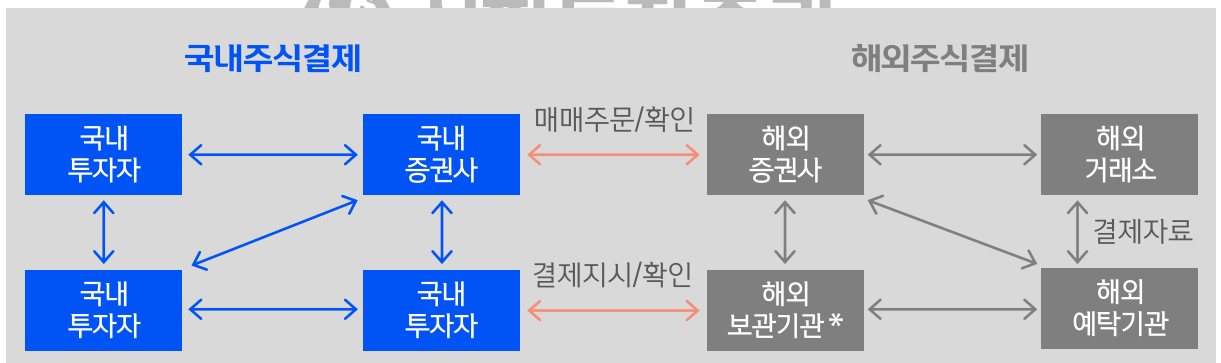 국내주식결제
해외주식결제
국내
투자자
국내
증권사
매매주문/확인
해외
증권사
해외
거래소
결제자료
국내
투자자
국내
투자자
결제지시/확인
해외
보관기관*
해외
예탁기관